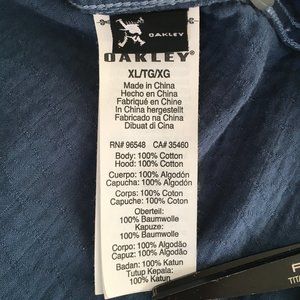 OAKLEY
OAKLEY
XL/TG/XG
Made in China
Hecho en China
Fabriqué en Chine
In China hergestellt
Fabricado na China
Dibuat di Cina
RN# 96548 CA# 35460
Body: 100% Cotton
Hood: 100% Cotton
Cuerpo: 100% Algodón
Capucha: 100% Algodón
Corps: 100% Coton
Capuche: 100% Coton
Oberteil:
100% Baumwolle
Kapuze:
100% Baumwolle
Corpo: 100% Algodão
Capuz: 100% Algodão
Badan: 100% Katun
Tutup Kepala:
100% Katun